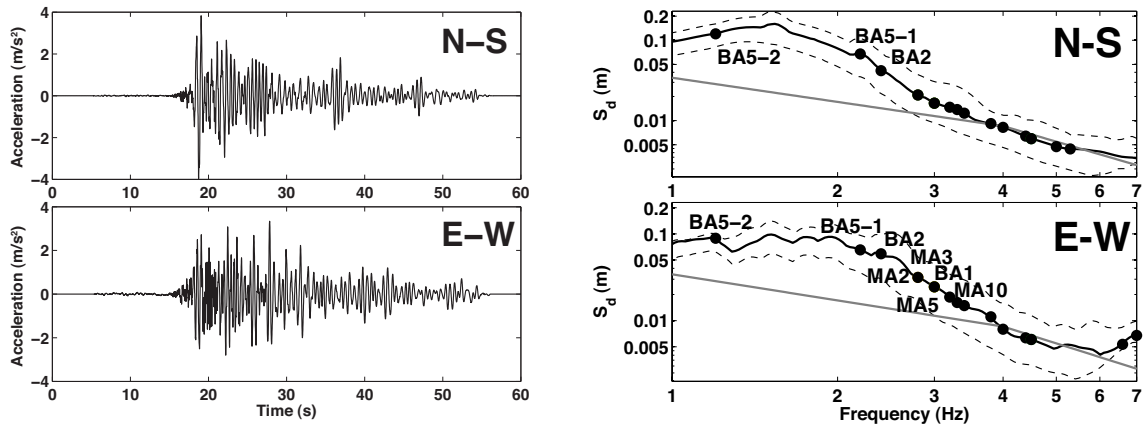 Acceleration (m/s²)
4
2
0
−2
−4
N–S
0 10 20 30 40 50 60
Acceleration (m/s²)
4
2
0
−2
−4
E–W
0 10 20 30 40 50 60
Time (s)
S_d (m)
0.2
0.1
0.05
0.01
0.005
N-S
BA5-1
BA2
BA5-2
1 2 3 4 5 6 7
S_d (m)
0.2
0.1
0.05
0.01
0.005
E-W
BA5-2
BA5-1
BA2
MA3
MA2
BA1
MA10
MA5
1 2 3 4 5 6 7
Frequency (Hz)